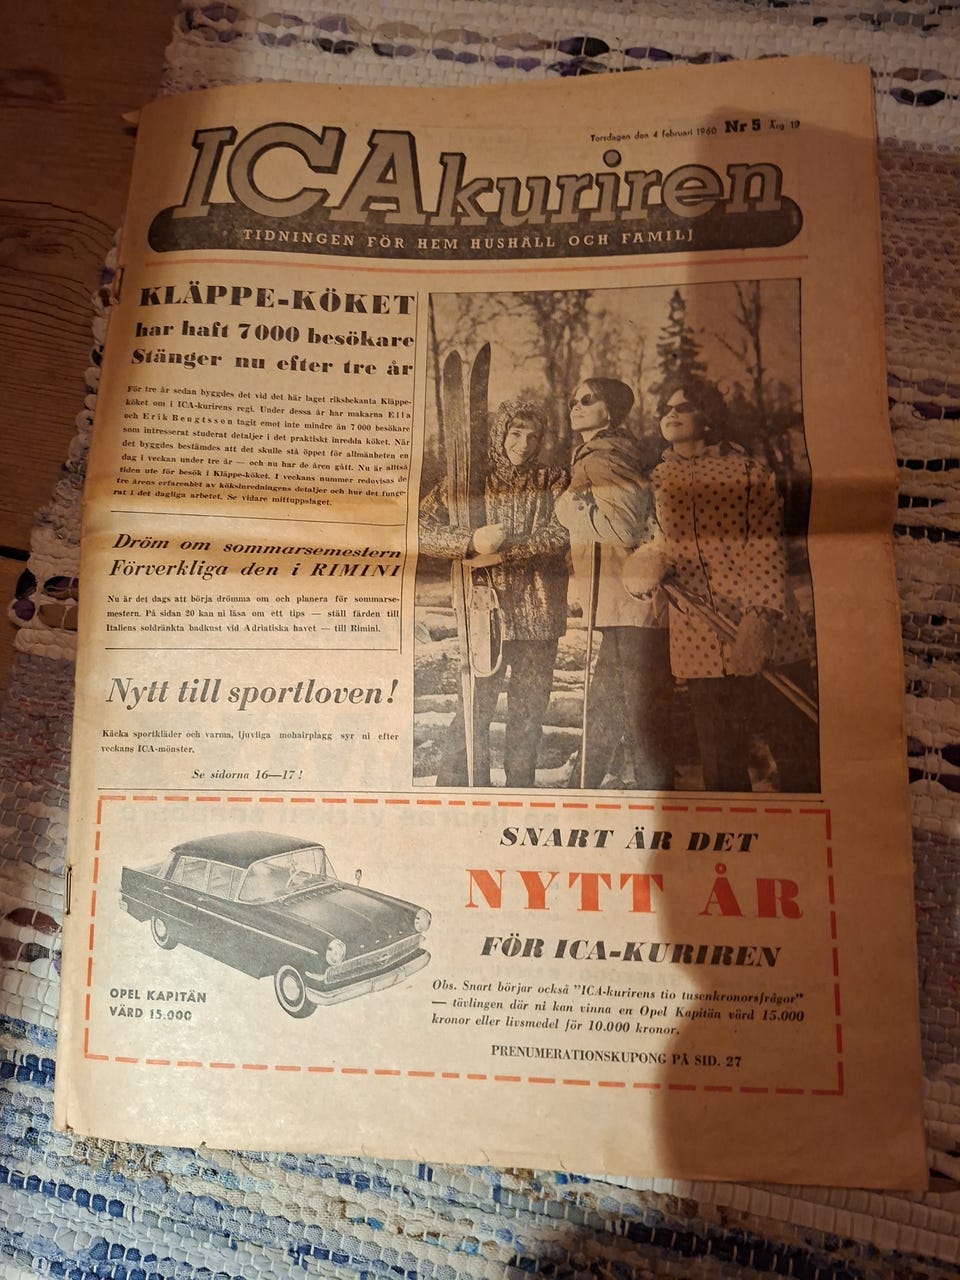 Torsdagen den 4 februari 1960 Nr 5 Årg 19
ICAkuriren
TIDNINGEN FÖR HEM HUSHÅLL OCH FAMILJ
KLÄPPE-KÖKET
har haft 7000 besökare
Stänger nu efter tre år
För tre år sedan byggdes det vid det här laget riksbekanta Kläppe-
köket om i ICA-kurirens regi. Under dessa år har makarna Ella
och Erik Bengtsson tagit emot inte mindre än 7 000 besökare
som intresserat studerat detaljer i det praktiskt inredda köket. När
det byggdes bestämdes att det skulle stå öppet för allmänheten en
dag i veckan under tre år — och nu har de åren gått. Nu är alltså
tiden ute för besök i Kläppe-köket. I veckans nummer redovisas de
tre årens erfarenhet av köksinredningens detaljer och hur det funge-
rat i det dagliga arbetet. Se vidare mittuppslaget.
Dröm om sommarsemestern
Förverkliga den i RIMINI
Nu är det dags att börja drömma om och planera för sommarse-
mestern. På sidan 20 kan ni läsa om ett tips — ställ färden till
Italiens soldränkta badkust vid Adriatiska havet — till Rimini.
Nytt till sportloven!
Käcka sportkläder och varma, ljuvliga mohairplagg syr ni efter
veckans ICA-mönster.
Se sidorna 16—17!
SNART ÄR DET
NYTT ÅR
FÖR ICA-KURIREN
Obs. Snart börjar också "ICA-kurirens tio tusenkronorsfrågor"
— tävlingen där ni kan vinna en Opel Kapitän värd 15.000
kronor eller livsmedel för 10.000 kronor.
PRENUMERATIONSKUPONG PÅ SID. 27
OPEL KAPITÄN
VÄRD 15.000